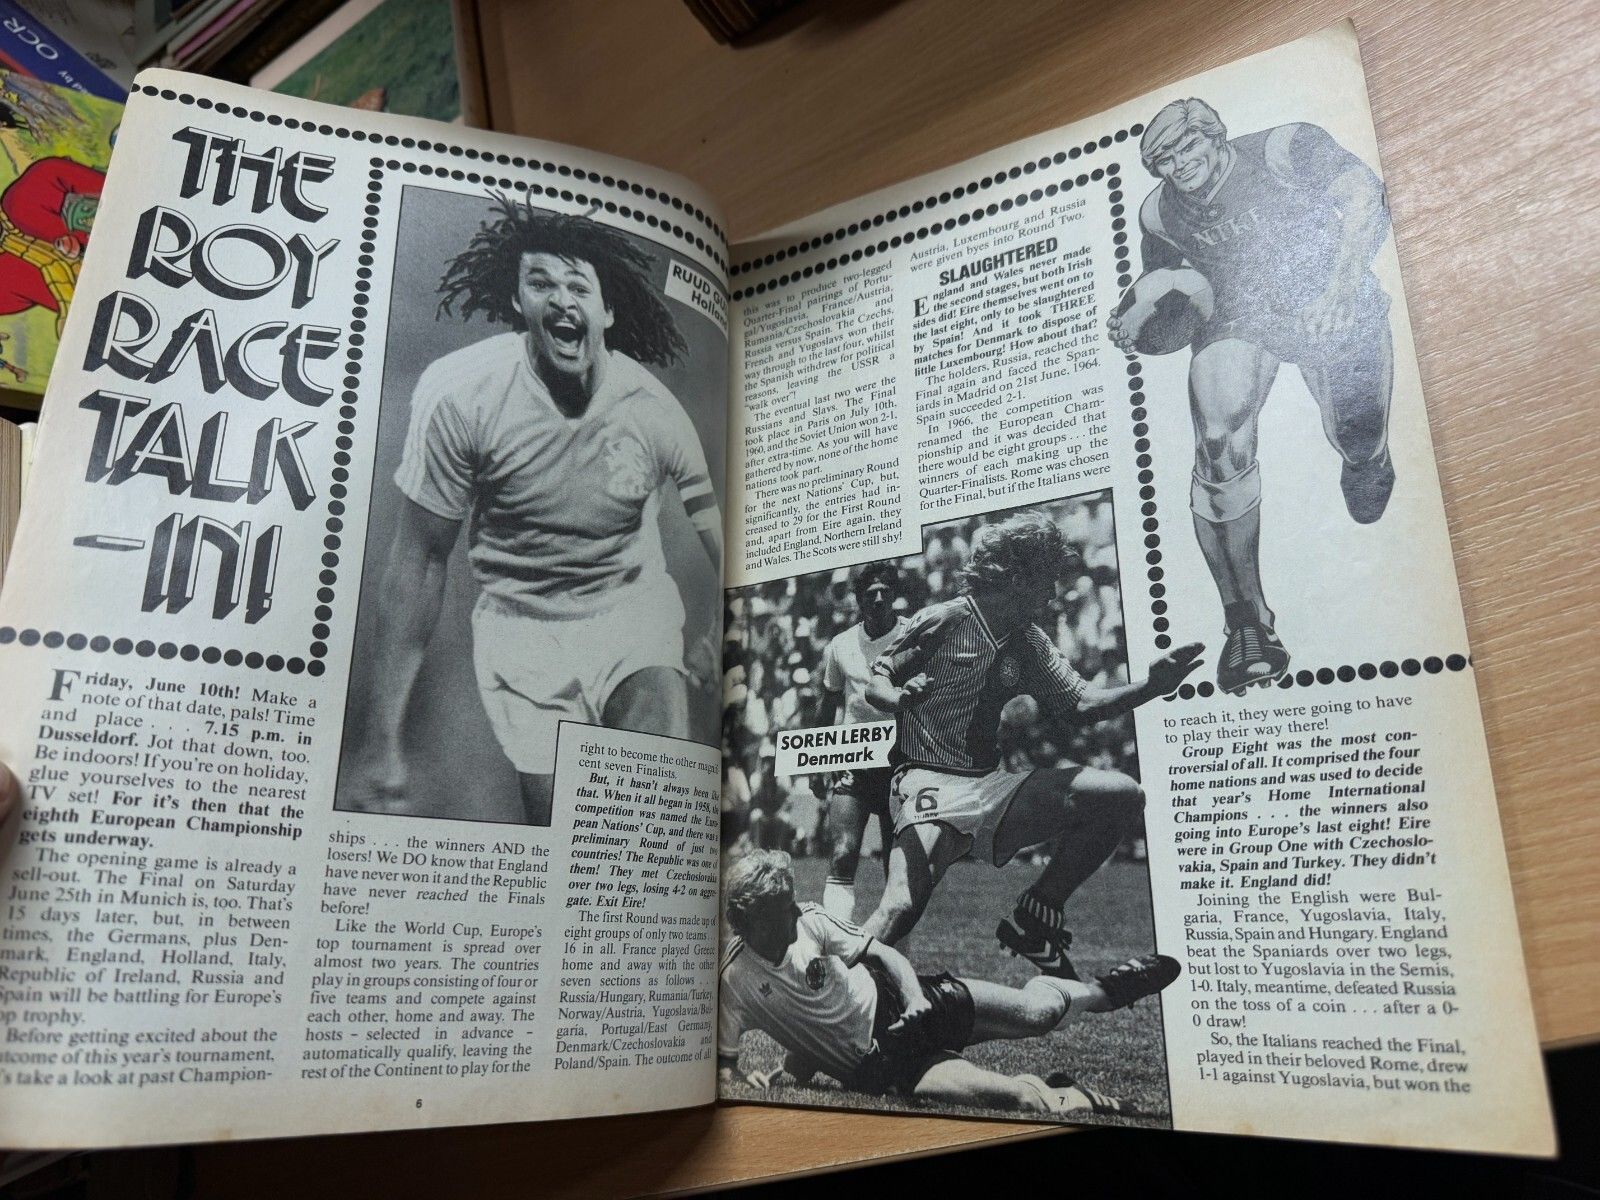 OCR
THE
ROY
RACE
TALK
-IN!
Friday, June 10th! Make a
note of that date, pals! Time
and place . . . 7.15 p.m. in
Dusseldorf. Jot that down, too.
Be indoors! If you're on holiday,
glue yourselves to the nearest
TV set! For it's then that the
eighth European Championship
gets underway.
The opening game is already a
sell-out. The Final on Saturday
June 25th in Munich is, too. That's
15 days later, but, in between
times, the Germans, plus Den-
mark, England, Holland, Italy,
Republic of Ireland, Russia and
Spain will be battling for Europe's
trophy.
Before getting excited about the
of this year's tournament,
take a look at past Champion-
RUUD
Holland
ships . . . the winners AND the
losers! We DO know that England
have never won it and the Republic
have never reached the Finals
before!
Like the World Cup, Europe's
top tournament is spread over
almost two years. The countries
play in groups consisting of four or
five teams and compete against
each other, home and away. The
hosts – selected in advance –
automatically qualify, leaving the
rest of the Continent to play for the
right to become the other
cent seven Finalists.
But, it hasn't always been like
that. When it all began in 1958, the
competition was named the Euro-
pean Nations' Cup, and there was a
preliminary Round of just two
countries! The Republic was one of
them! They met Czechoslovakia
over two legs, losing 4-2 on aggre-
gate. Exit Eire!
The first Round was made up of
eight groups of only two teams . . .
16 in all. France played Greece
home and away with the other
seven sections as follows . . .
Russia/Hungary, Rumania/Turkey,
Norway/Austria, Yugoslavia/Bul-
garia, Portugal/East Germany,
Denmark/Czechoslovakia and
Poland/Spain. The outcome of all
6
this was to produce two-legged
Quarter-Final pairings of Portu-
gal/Yugoslavia, France/Austria,
Rumania/Czechoslovakia and
Russia versus Spain. The Czechs,
French and Yugoslavs won their
way through to the last four, whilst
the Spanish withdrew for political
reasons, leaving the USSR a
"walk over"!
The eventual last two were the
Russians and Slavs. The Final
took place in Paris on July 10th,
1960, and the Soviet Union won 2-1,
after extra-time. As you will have
gathered by now, none of the home
nations took part.
There was no preliminary Round
for the next Nations' Cup, but,
significantly, the entries had in-
creased to 29 for the First Round
and, apart from Eire again, they
included England, Northern Ireland
and Wales. The Scots were still shy!
Austria, Luxembourg and Russia
were given byes into Round Two.
SLAUGHTERED
England and Wales never made
the second stages, but both Irish
sides did! Eire themselves went on to
the last eight, only to be slaughtered
by Spain! And it took THREE
matches for Denmark to dispose of
little Luxembourg! How about that?
The holders, Russia, reached the
Final again and faced the Span-
iards in Madrid on 21st June, 1964.
Spain succeeded 2-1.
In 1966, the competition was
renamed the European Cham-
pionship and it was decided that
there would be eight groups . . . the
winners of each making up the
Quarter-Finalists. Rome was chosen
for the Final, but if the Italians were
NIKE
SOREN LERBY
Denmark
6
to reach it, they were going to have
to play their way there!
Group Eight was the most con-
troversial of all. It comprised the four
home nations and was used to decide
that year's Home International
Champions . . . the winners also
going into Europe's last eight! Eire
were in Group One with Czechoslo-
vakia, Spain and Turkey. They didn't
make it. England did!
Joining the English were Bul-
garia, France, Yugoslavia, Italy,
Russia, Spain and Hungary. England
beat the Spaniards over two legs,
but lost to Yugoslavia in the Semis,
1-0. Italy, meantime, defeated Russia
on the toss of a coin . . . after a 0-
0 draw!
So, the Italians reached the Final,
played in their beloved Rome, drew
1-1 against Yugoslavia, but won the
7